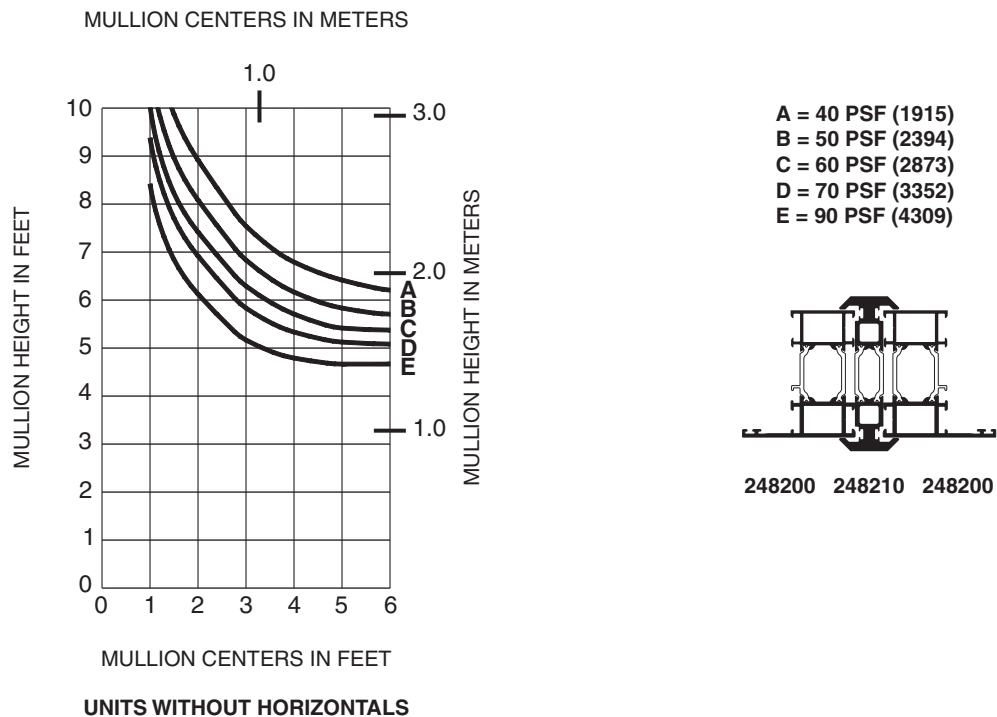 MULLION CENTERS IN METERS
1.0
10
9
8
7
6
5
4
3
2
1
0
MULLION HEIGHT IN FEET
3.0
2.0
1.0
MULLION HEIGHT IN METERS
A
B
C
D
E
0 1 2 3 4 5 6
MULLION CENTERS IN FEET
UNITS WITHOUT HORIZONTALS
A = 40 PSF (1915)
B = 50 PSF (2394)
C = 60 PSF (2873)
D = 70 PSF (3352)
E = 90 PSF (4309)
248200 248210 248200